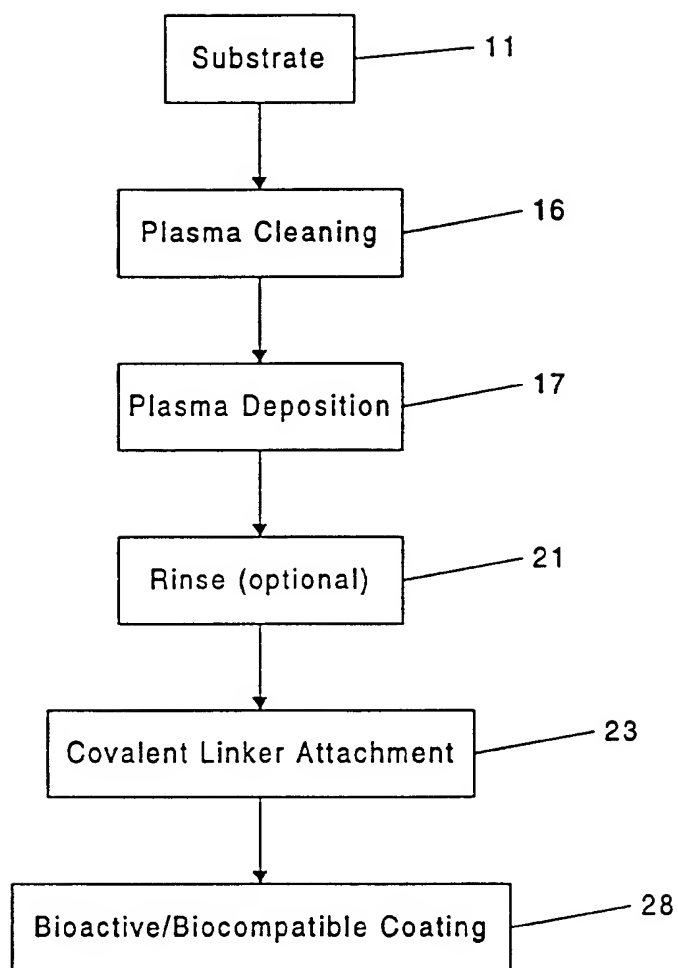 Substrate 11
Plasma Cleaning 16
Plasma Deposition 17
Rinse (optional) 21
Covalent Linker Attachment 23
Bioactive/Biocompatible Coating 28